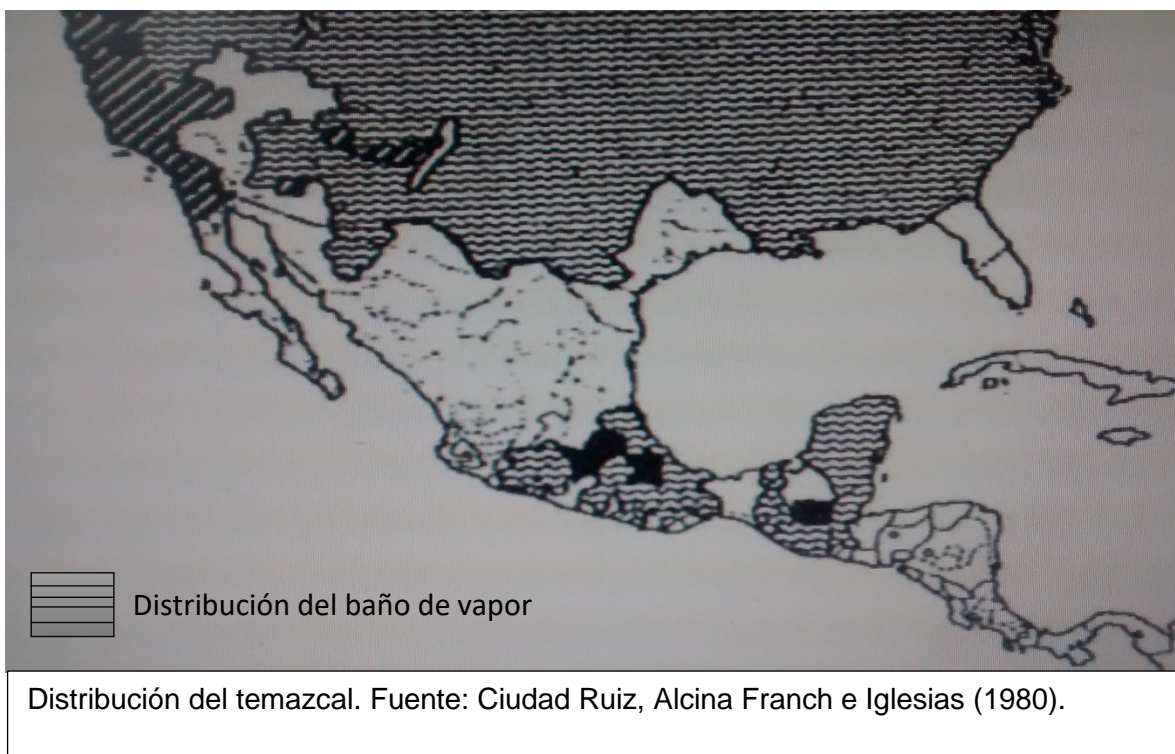 Distribución del baño de vapor
Distribución del temazcal. Fuente: Ciudad Ruiz, Alcina Franch e Iglesias (1980).